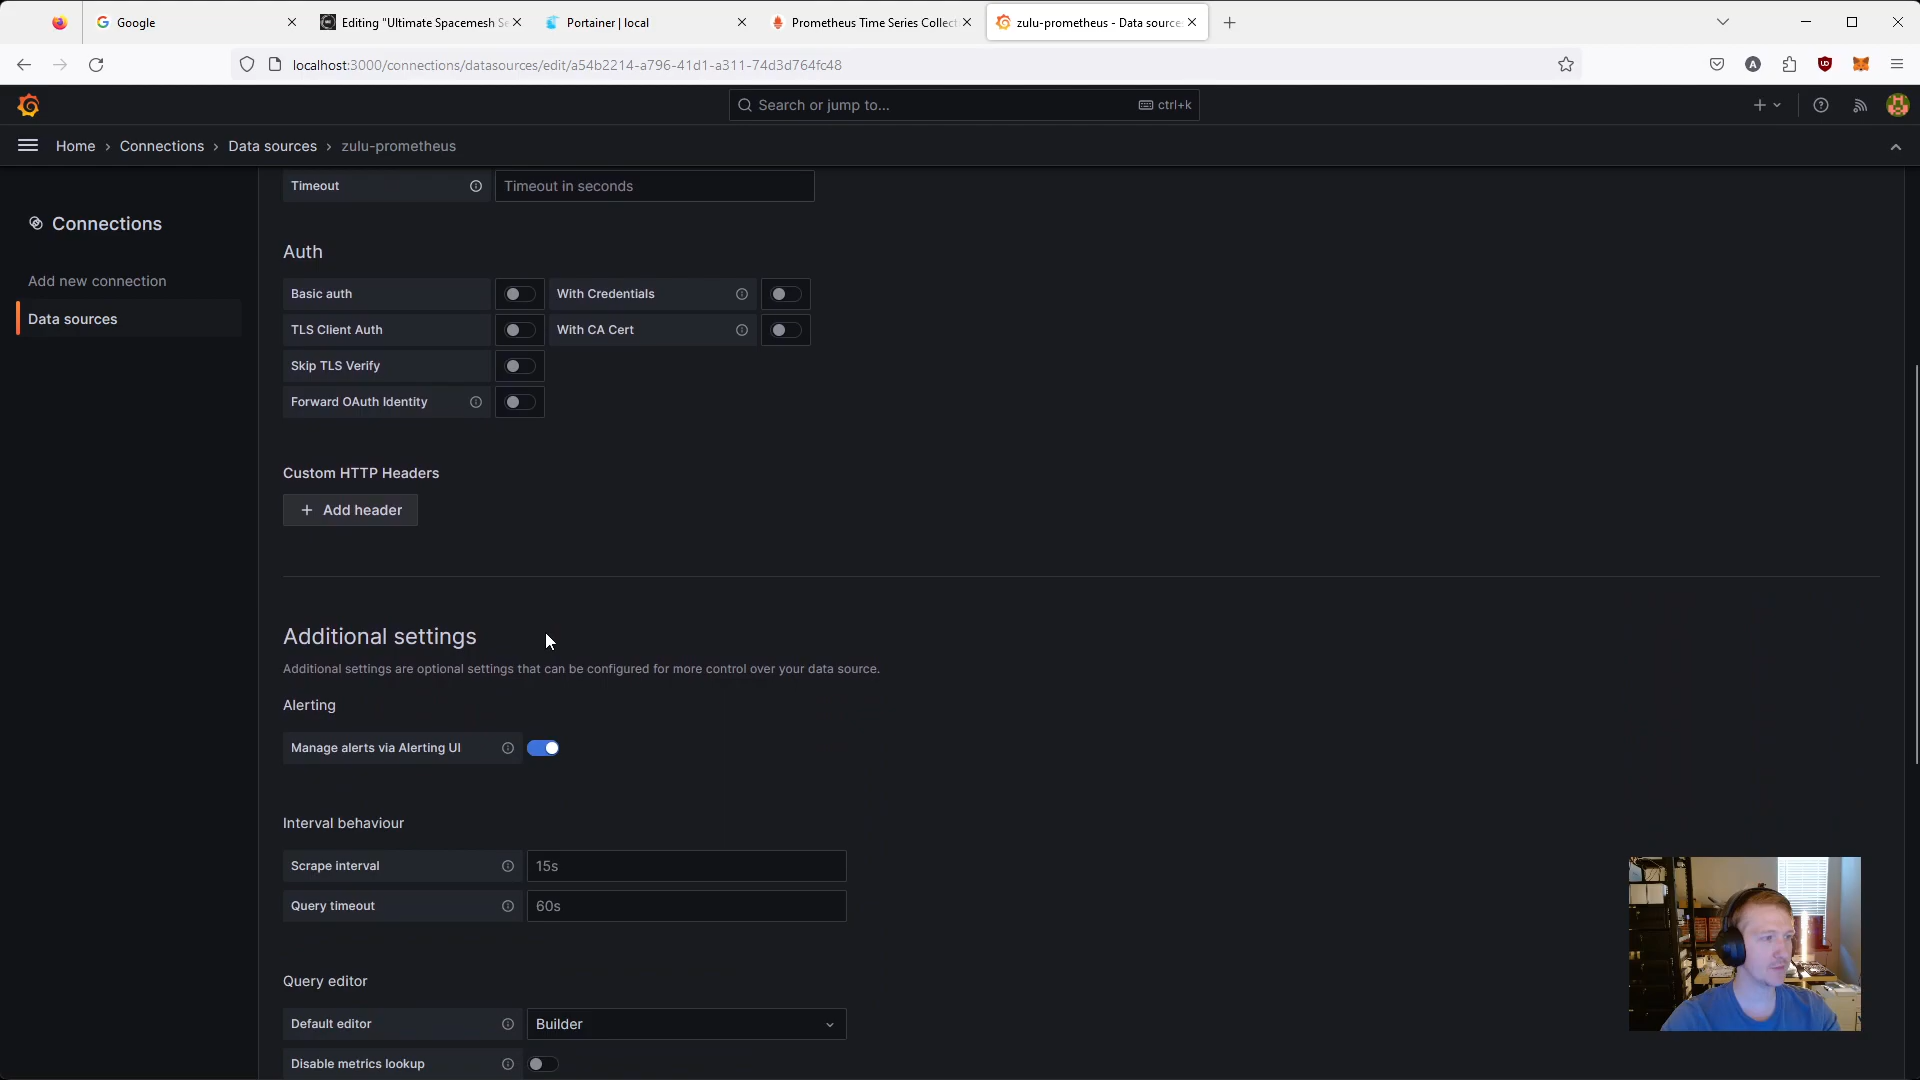 Google
Editing "Ultimate Spacemesh Se
Portainer | local
Prometheus Time Series Collect
zulu-prometheus - Data source
localhost:3000/connections/datasources/edit/a54b2214-a796-41d1-a311-74d3d764fc48
Search or jump to...
ctrl+k
Home › Connections › Data sources › zulu-prometheus
Connections
Add new connection
Data sources
Timeout
Timeout in seconds
Auth
Basic auth
With Credentials
TLS Client Auth
With CA Cert
Skip TLS Verify
Forward OAuth Identity
Custom HTTP Headers
+ Add header
Additional settings
Additional settings are optional settings that can be configured for more control over your data source.
Alerting
Manage alerts via Alerting UI
Interval behaviour
Scrape interval
15s
Query timeout
60s
Query editor
Default editor
Builder
Disable metrics lookup